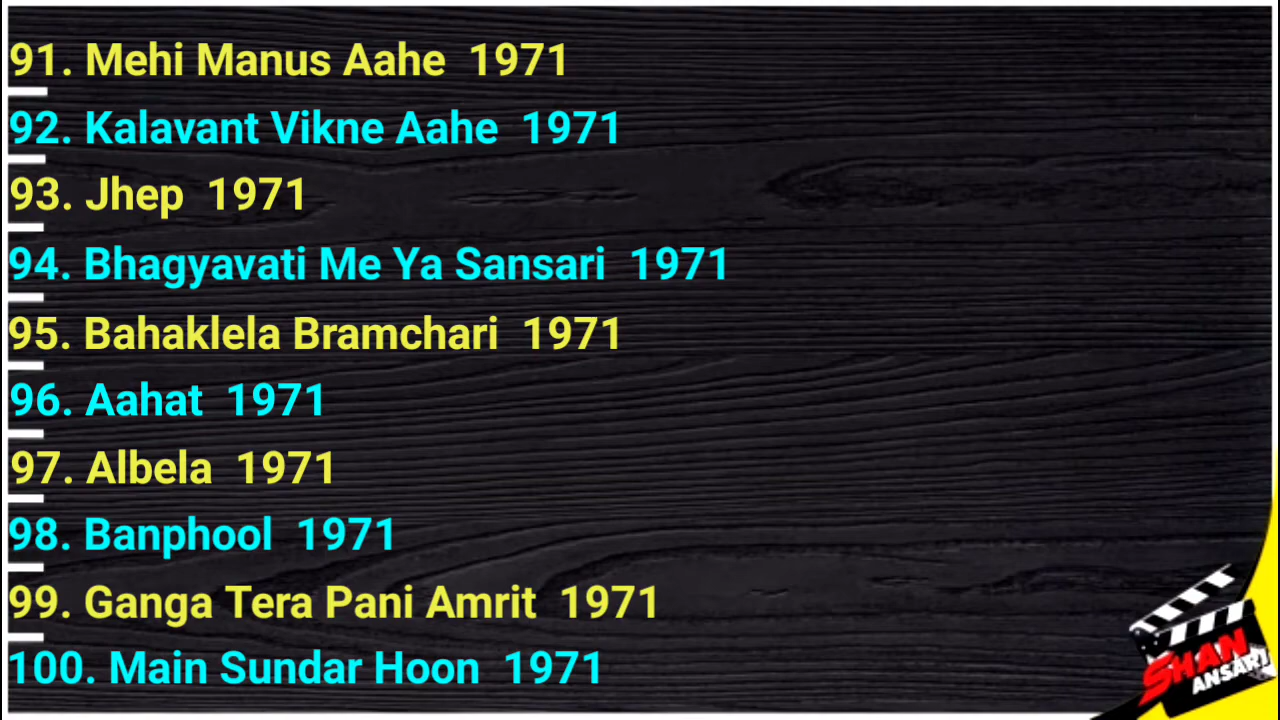 91. Mehi Manus Aahe 1971
92. Kalavant Vikne Aahe 1971
93. Jhep 1971
94. Bhagyavati Me Ya Sansari 1971
95. Bahaklela Bramchari 1971
96. Aahat 1971
97. Albela 1971
98. Banphool 1971
99. Ganga Tera Pani Amrit 1971
100. Main Sundar Hoon 1971
SHAN
ANSARI